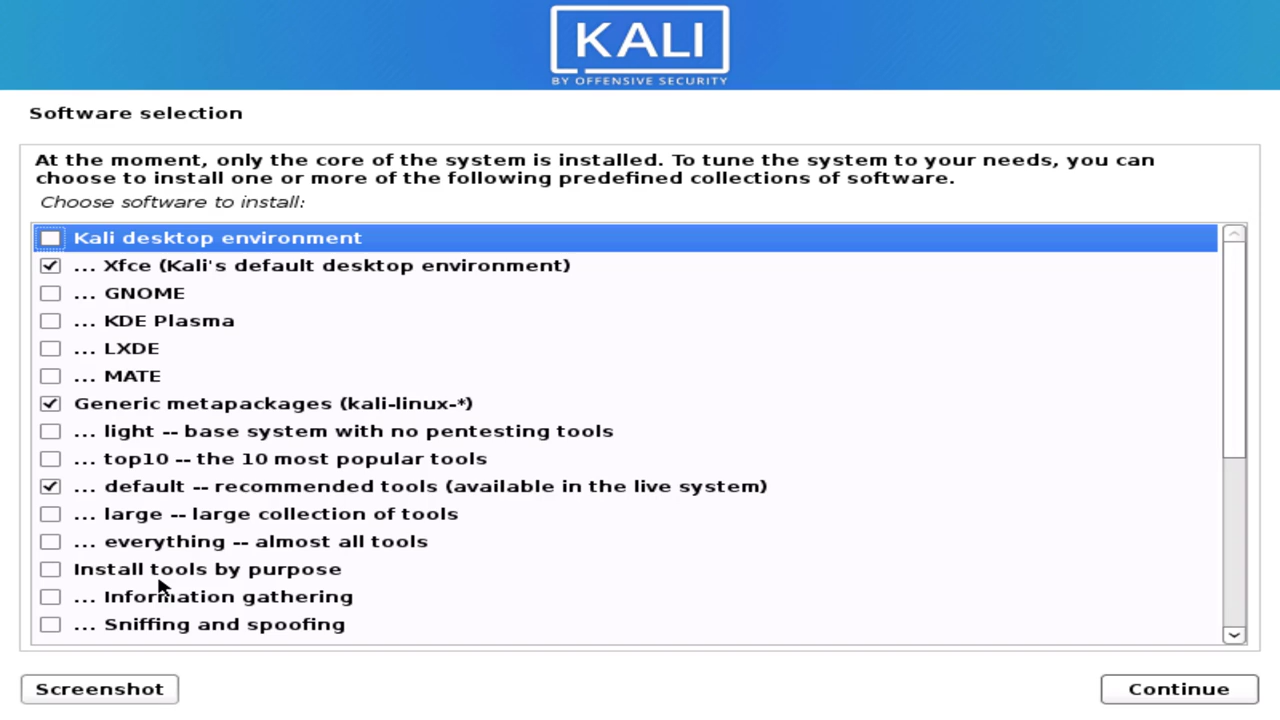 KALI
BY OFFENSIVE SECURITY
Software selection
At the moment, only the core of the system is installed. To tune the system to your needs, you can
choose to install one or more of the following predefined collections of software.
Choose software to install:
Kali desktop environment
... Xfce (Kali's default desktop environment)
... GNOME
... KDE Plasma
... LXDE
... MATE
Generic metapackages (kali-linux-*)
... light -- base system with no pentesting tools
... top10 -- the 10 most popular tools
... default -- recommended tools (available in the live system)
... large -- large collection of tools
... everything -- almost all tools
Install tools by purpose
... Information gathering
... Sniffing and spoofing
Screenshot
Continue